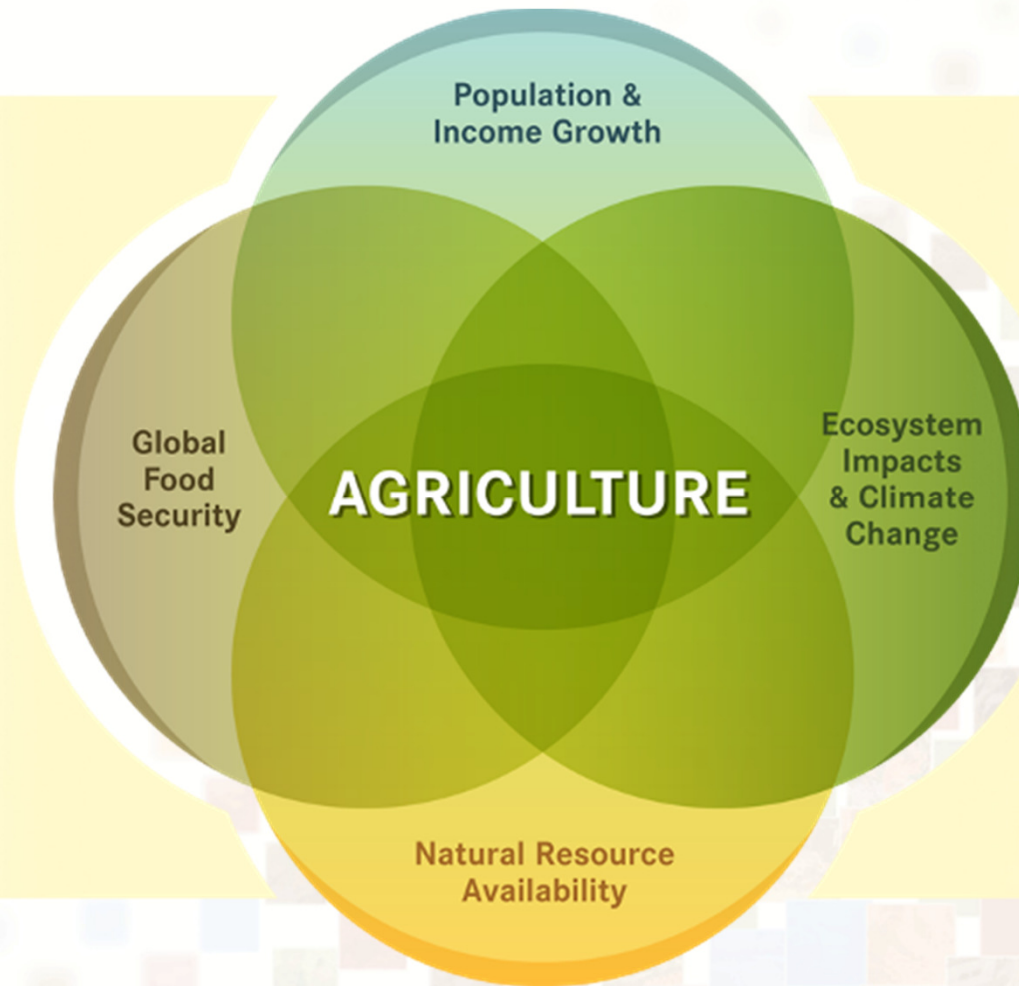 Population &
Income Growth
Global
Food
Security
AGRICULTURE
Ecosystem
Impacts
& Climate
Change
Natural Resource
Availability